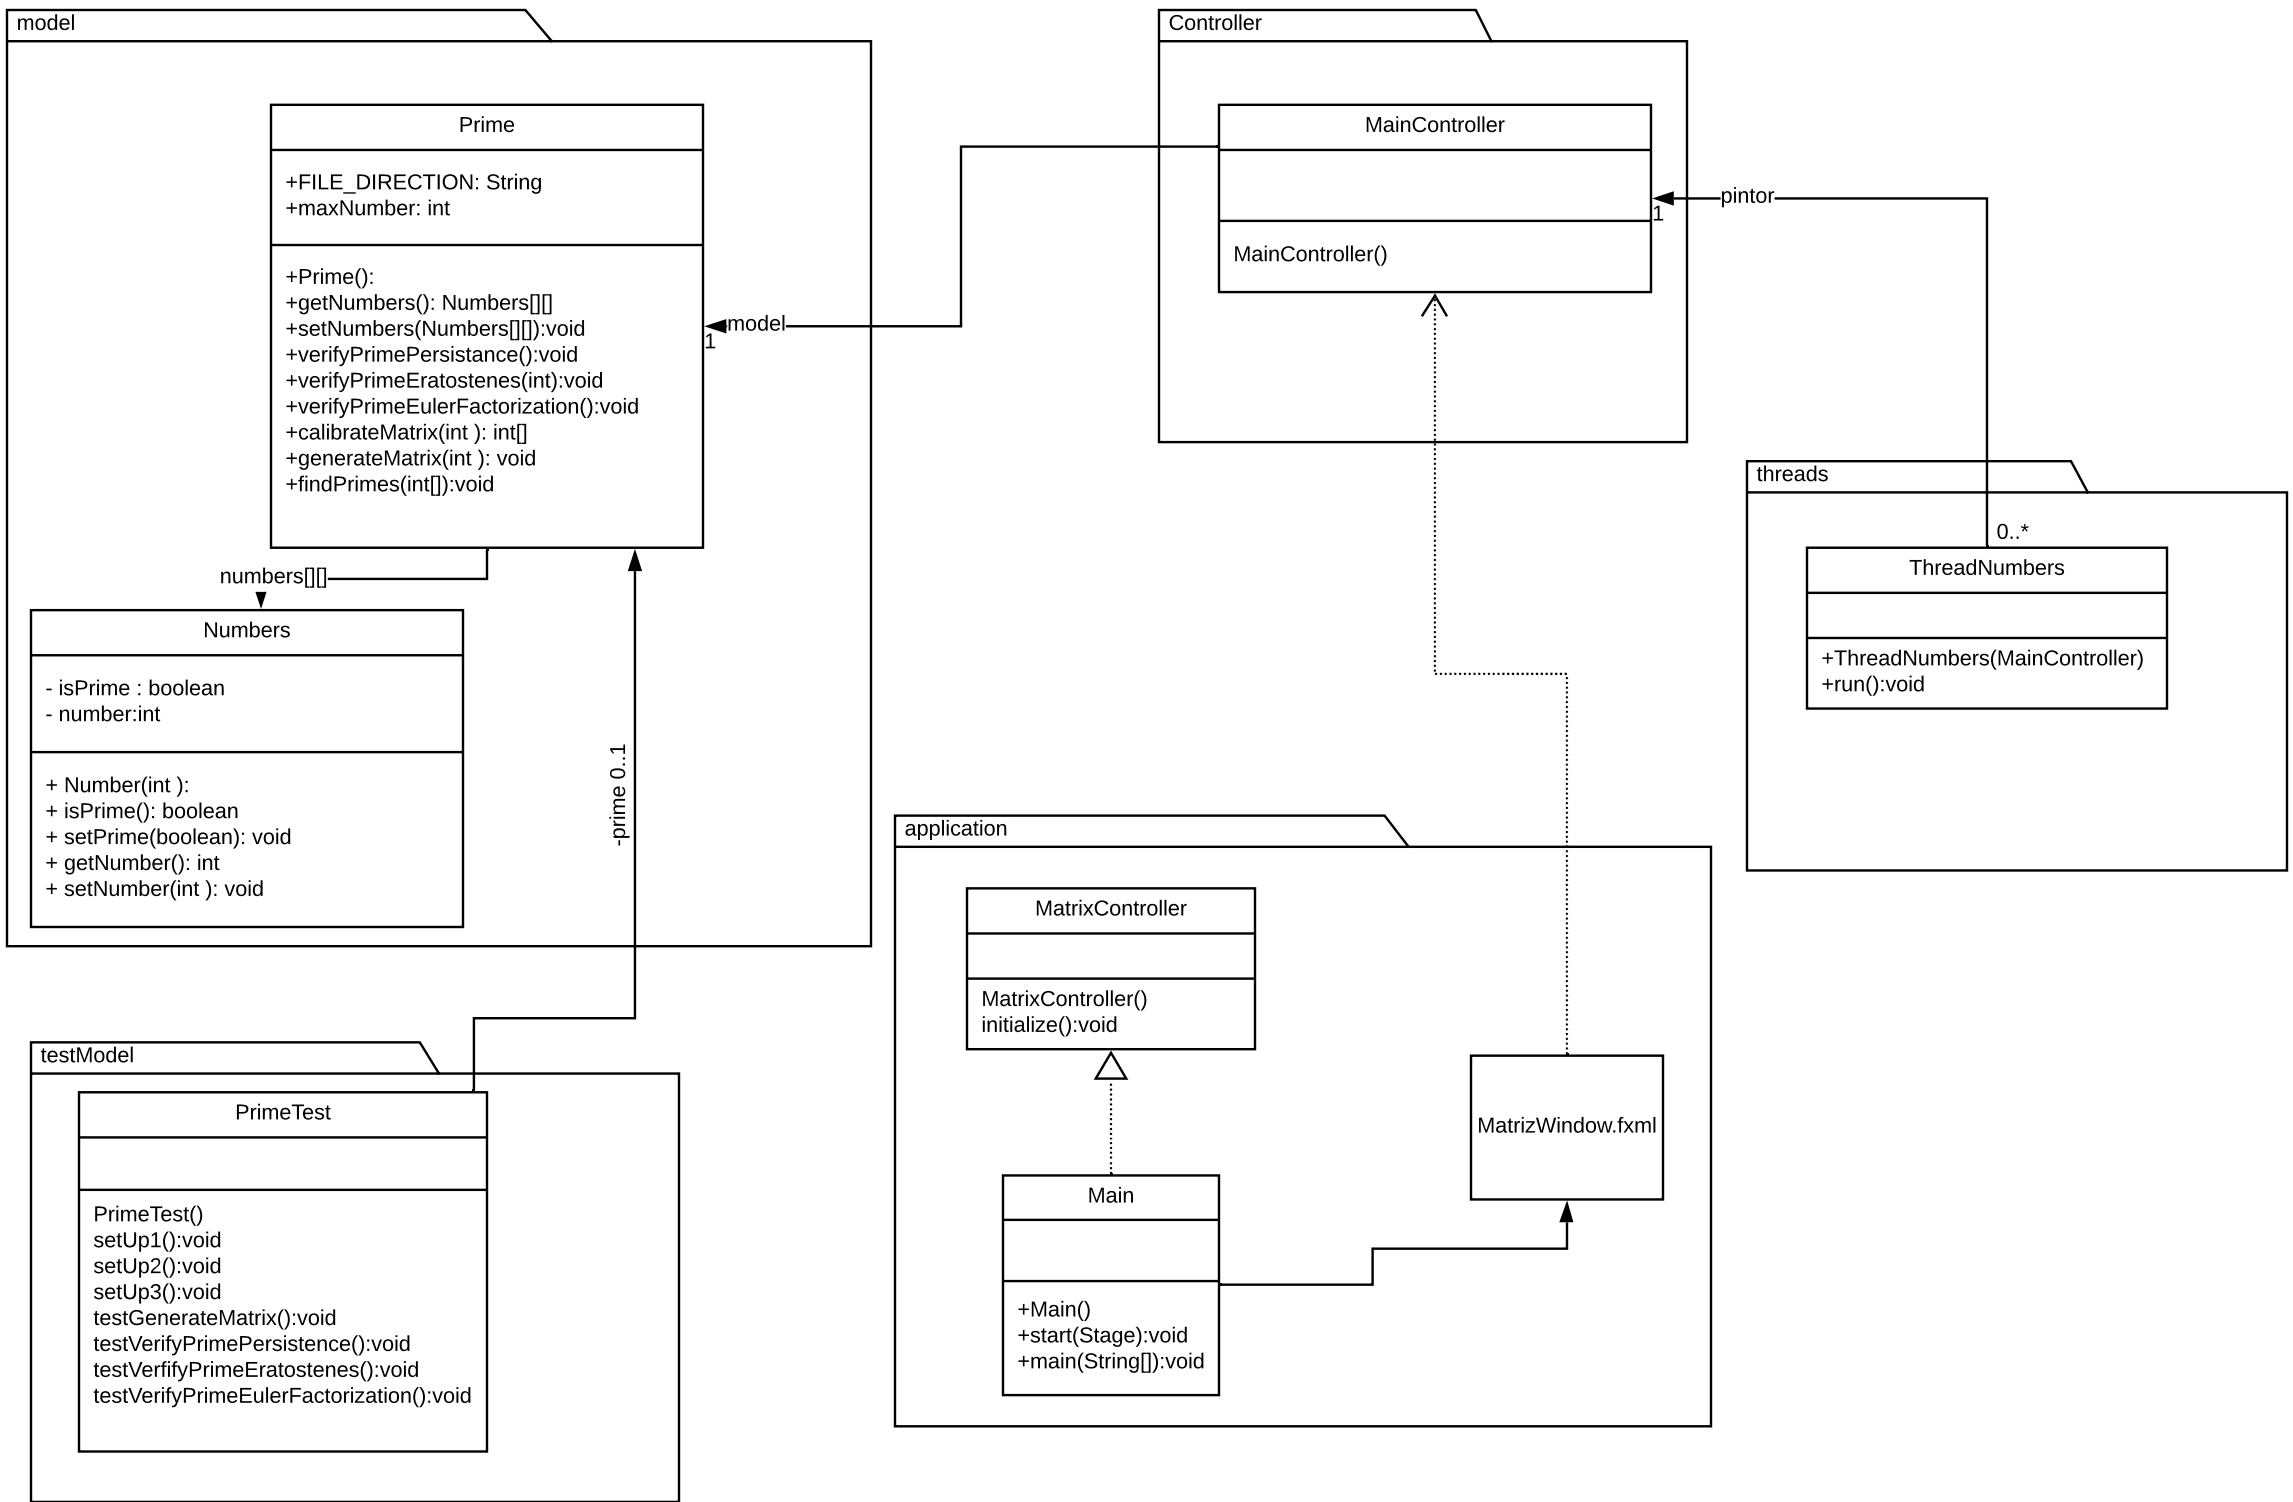 model
Prime
+FILE_DIRECTION: String
+maxNumber: int
+Prime():
+getNumbers(): Numbers[][]
+setNumbers(Numbers[][]):void
+verifyPrimePersistance():void
+verifyPrimeEratostenes(int):void
+verifyPrimeEulerFactorization():void
+calibrateMatrix(int ): int[]
+generateMatrix(int ): void
+findPrimes(int[]):void
model
1
numbers[][]
Numbers
- isPrime : boolean
- number:int
+ Number(int ):
+ isPrime(): boolean
+ setPrime(boolean): void
+ getNumber(): int
+ setNumber(int ): void
-prime 0..1
testModel
PrimeTest
PrimeTest()
setUp1():void
setUp2():void
setUp3():void
testGenerateMatrix():void
testVerifyPrimePersistence():void
testVerfifyPrimeEratostenes():void
testVerifyPrimeEulerFactorization():void
Controller
MainController
MainController()
pintor
1
threads
0..*
ThreadNumbers
+ThreadNumbers(MainController)
+run():void
application
MatrixController
MatrixController()
initialize():void
MatrizWindow.fxml
Main
+Main()
+start(Stage):void
+main(String[]):void